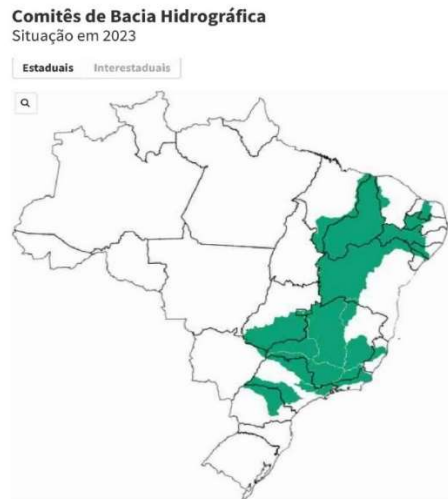 Comitês de Bacia Hidrográfica
Situação em 2023
Estaduais Interestaduais